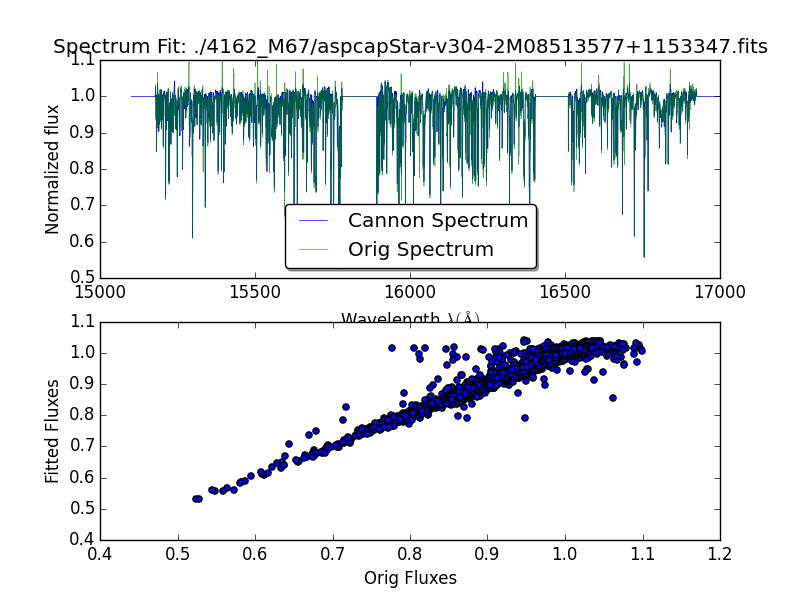 Spectrum Fit: ./4162_M67/aspcapStar-v304-2M08513577+1153347.fits
1.1
1.0
0.9
0.8
0.7
0.6
0.5
Normalized flux
Cannon Spectrum
Orig Spectrum
15000 15500 16000 16500 17000
Wavelength λ(Å)
1.1
1.0
0.9
0.8
0.7
0.6
0.5
0.4
Fitted Fluxes
0.4 0.5 0.6 0.7 0.8 0.9 1.0 1.1 1.2
Orig Fluxes